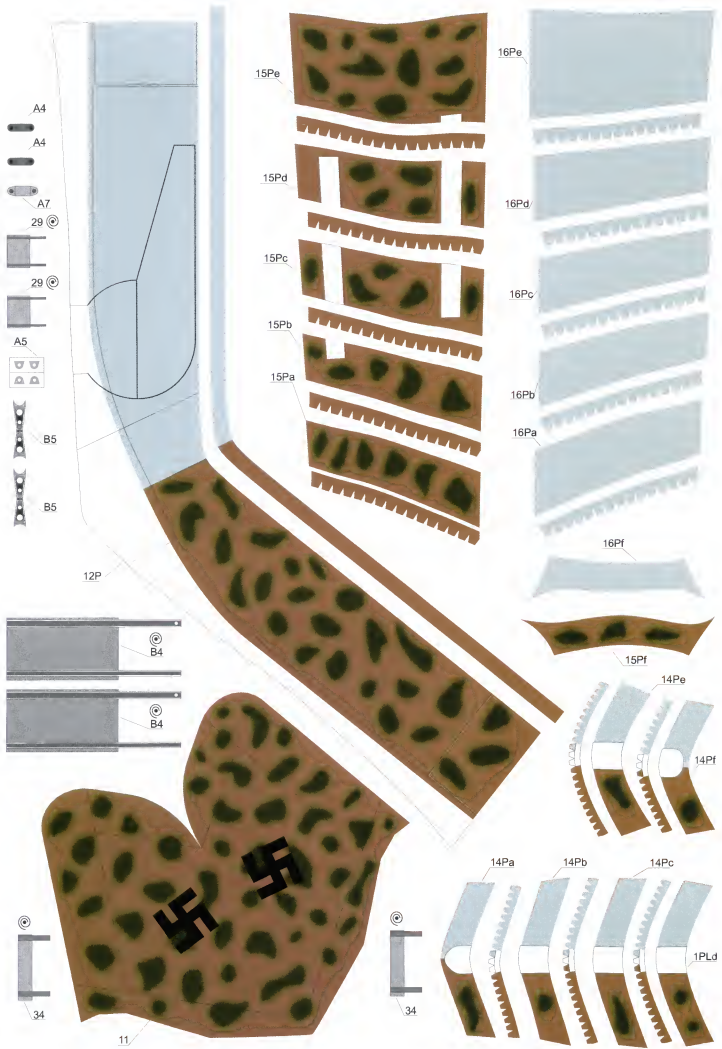 A4
A4
A7
29
29
A5
B5
B5
12P
B4
B4
34
11
34
15Pe
15Pd
15Pc
15Pb
15Pa
16Pe
16Pd
16Pc
16Pb
16Pa
16Pf
15Pf
14Pe
14Pf
14Pa
14Pb
14Pc
1PLd